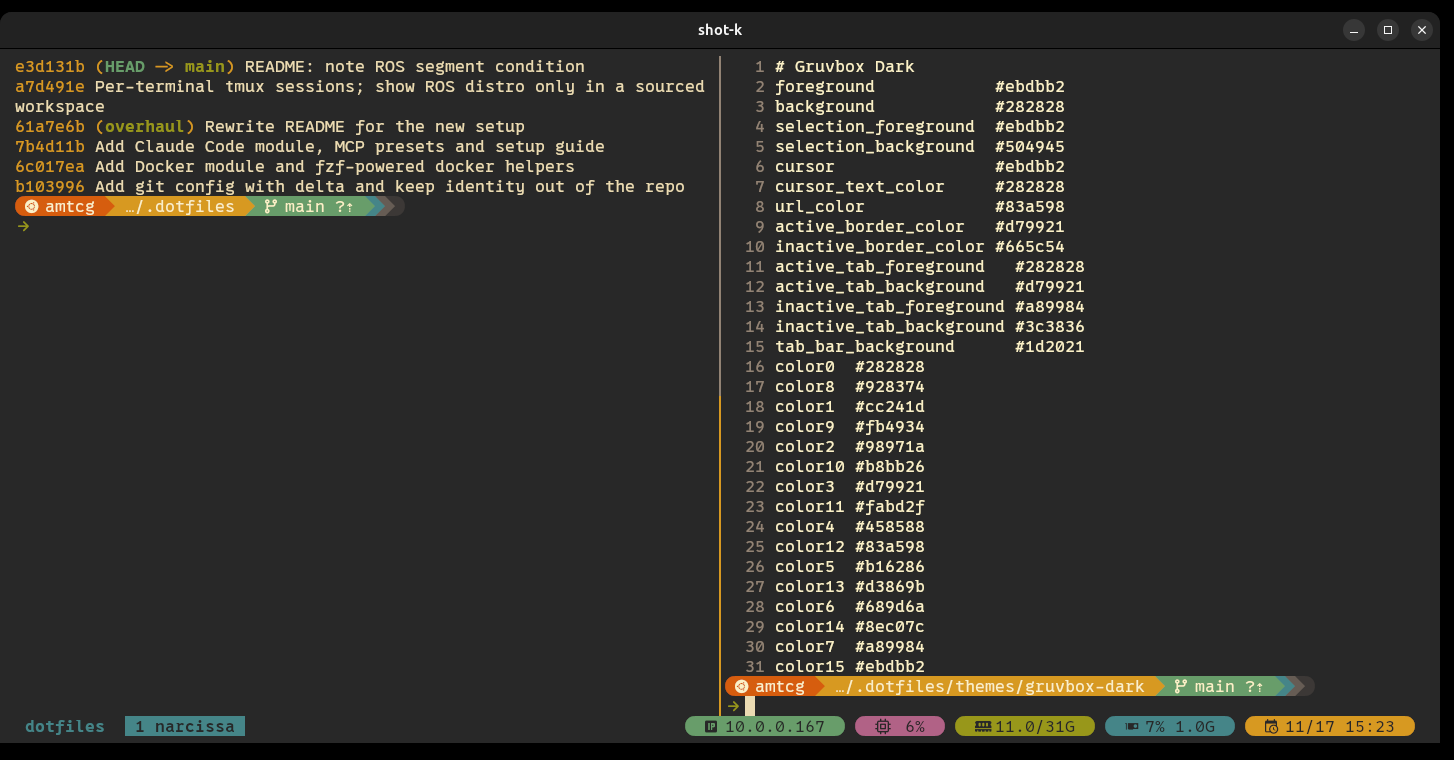 shot-k
e3d131b (HEAD -> main) README: note ROS segment condition
a7d491e Per-terminal tmux sessions; show ROS distro only in a sourced
workspace
61a7e6b (overhaul) Rewrite README for the new setup
7b4d11b Add Claude Code module, MCP presets and setup guide
6c017ea Add Docker module and fzf-powered docker helpers
b103996 Add git config with delta and keep identity out of the repo
amtcg …/.dotfiles main ?↑
→
1 # Gruvbox Dark
2 foreground #ebdbb2
3 background #282828
4 selection_foreground #ebdbb2
5 selection_background #504945
6 cursor #ebdbb2
7 cursor_text_color #282828
8 url_color #83a598
9 active_border_color #d79921
10 inactive_border_color #665c54
11 active_tab_foreground #282828
12 active_tab_background #d79921
13 inactive_tab_foreground #a89984
14 inactive_tab_background #3c3836
15 tab_bar_background #1d2021
16 color0 #282828
17 color8 #928374
18 color1 #cc241d
19 color9 #fb4934
20 color2 #98971a
21 color10 #b8bb26
22 color3 #d79921
23 color11 #fabd2f
24 color4 #458588
25 color12 #83a598
26 color5 #b16286
27 color13 #d3869b
28 color6 #689d6a
29 color14 #8ec07c
30 color7 #a89984
31 color15 #ebdbb2
amtcg …/.dotfiles/themes/gruvbox-dark main ?↑
→
dotfiles 1 narcissa IP 10.0.0.167 6% 11.0/31G 7% 1.0G 11/17 15:23